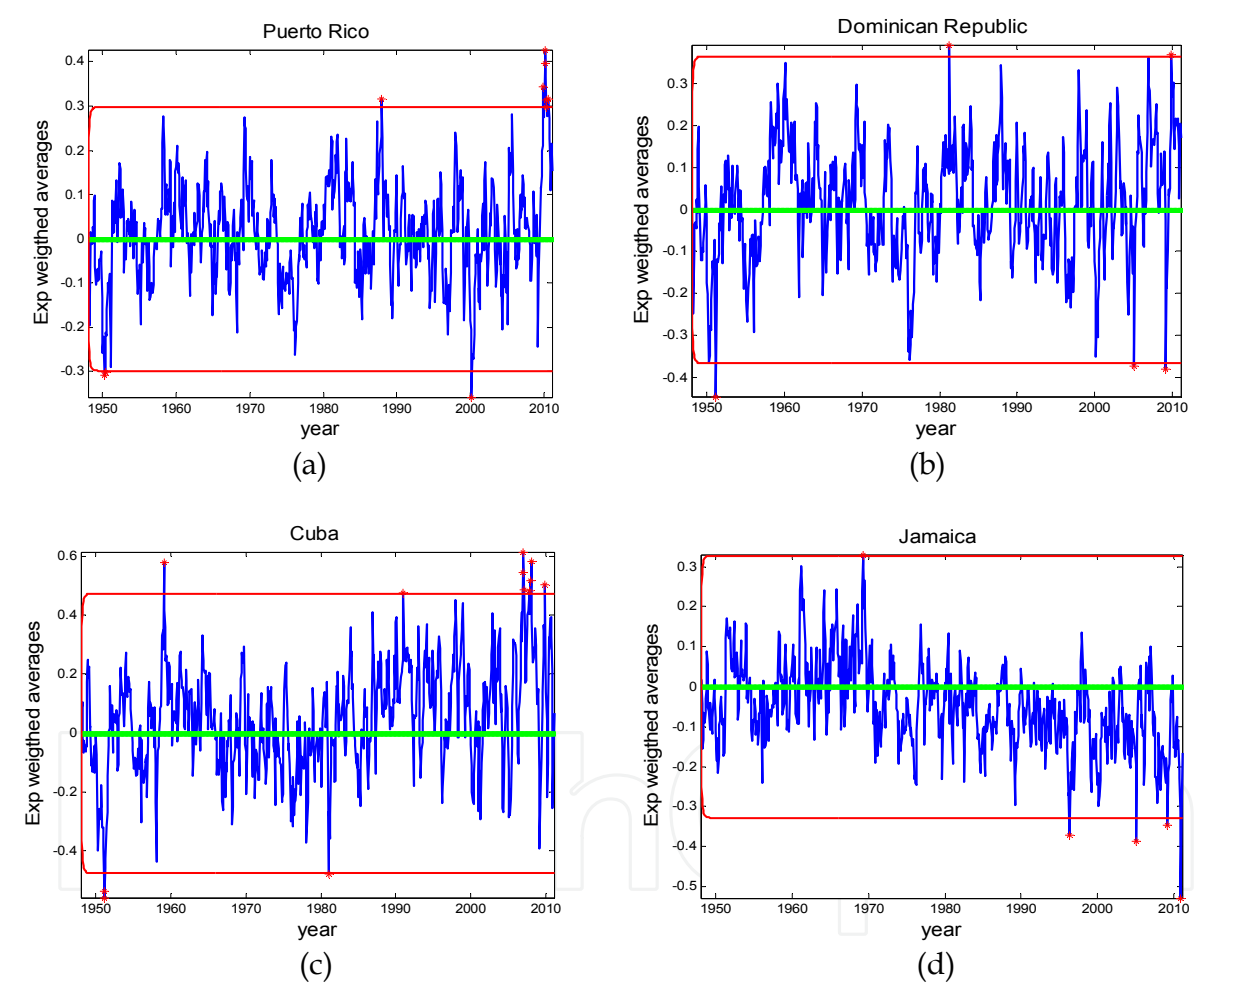 Puerto Rico
Exp weigthed averages
0.4
0.3
0.2
0.1
0
-0.1
-0.2
-0.3
1950 1960 1970 1980 1990 2000 2010
year
(a)
Dominican Republic
Exp weigthed averages
0.3
0.2
0.1
0
-0.1
-0.2
-0.3
-0.4
1950 1960 1970 1980 1990 2000 2010
year
(b)
Cuba
Exp weigthed averages
0.6
0.4
0.2
0
-0.2
-0.4
1950 1960 1970 1980 1990 2000 2010
year
(c)
Jamaica
Exp weigthed averages
0.3
0.2
0.1
0
-0.1
-0.2
-0.3
-0.4
-0.5
1950 1960 1970 1980 1990 2000 2010
year
(d)